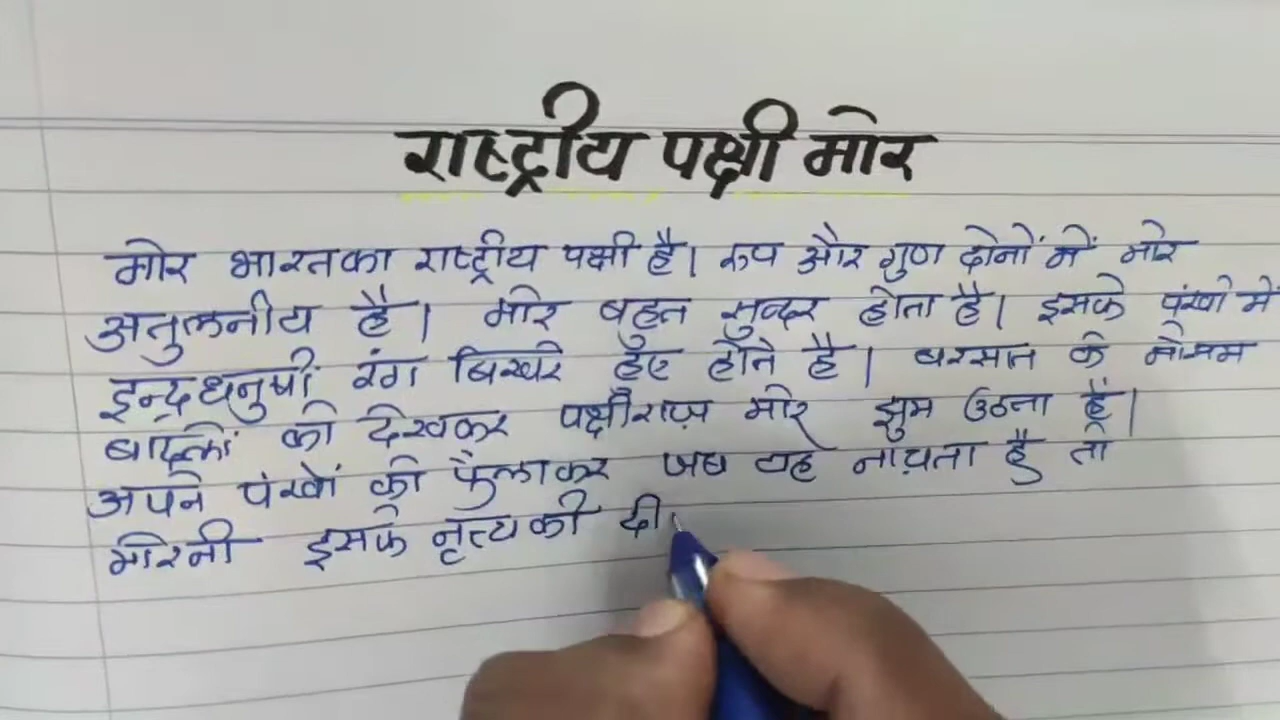 राष्ट्रीय पक्षी मोर
मोर भारत का राष्ट्रीय पक्षी है। रुप और गुण दोनों में मोर
अतुलनीय है। मोर बहुत सुन्दर होता है। इसके पंखो में
इन्द्रधनुषी रंग बिखरे हुए होते है। बरसात के मौसम
बादलों को देखकर पक्षीराज़ मोर झुम उठता है।
अपने पंखों को फैलाकर जब यह नाचता है तो
मोरनी इसके नृत्य की दी